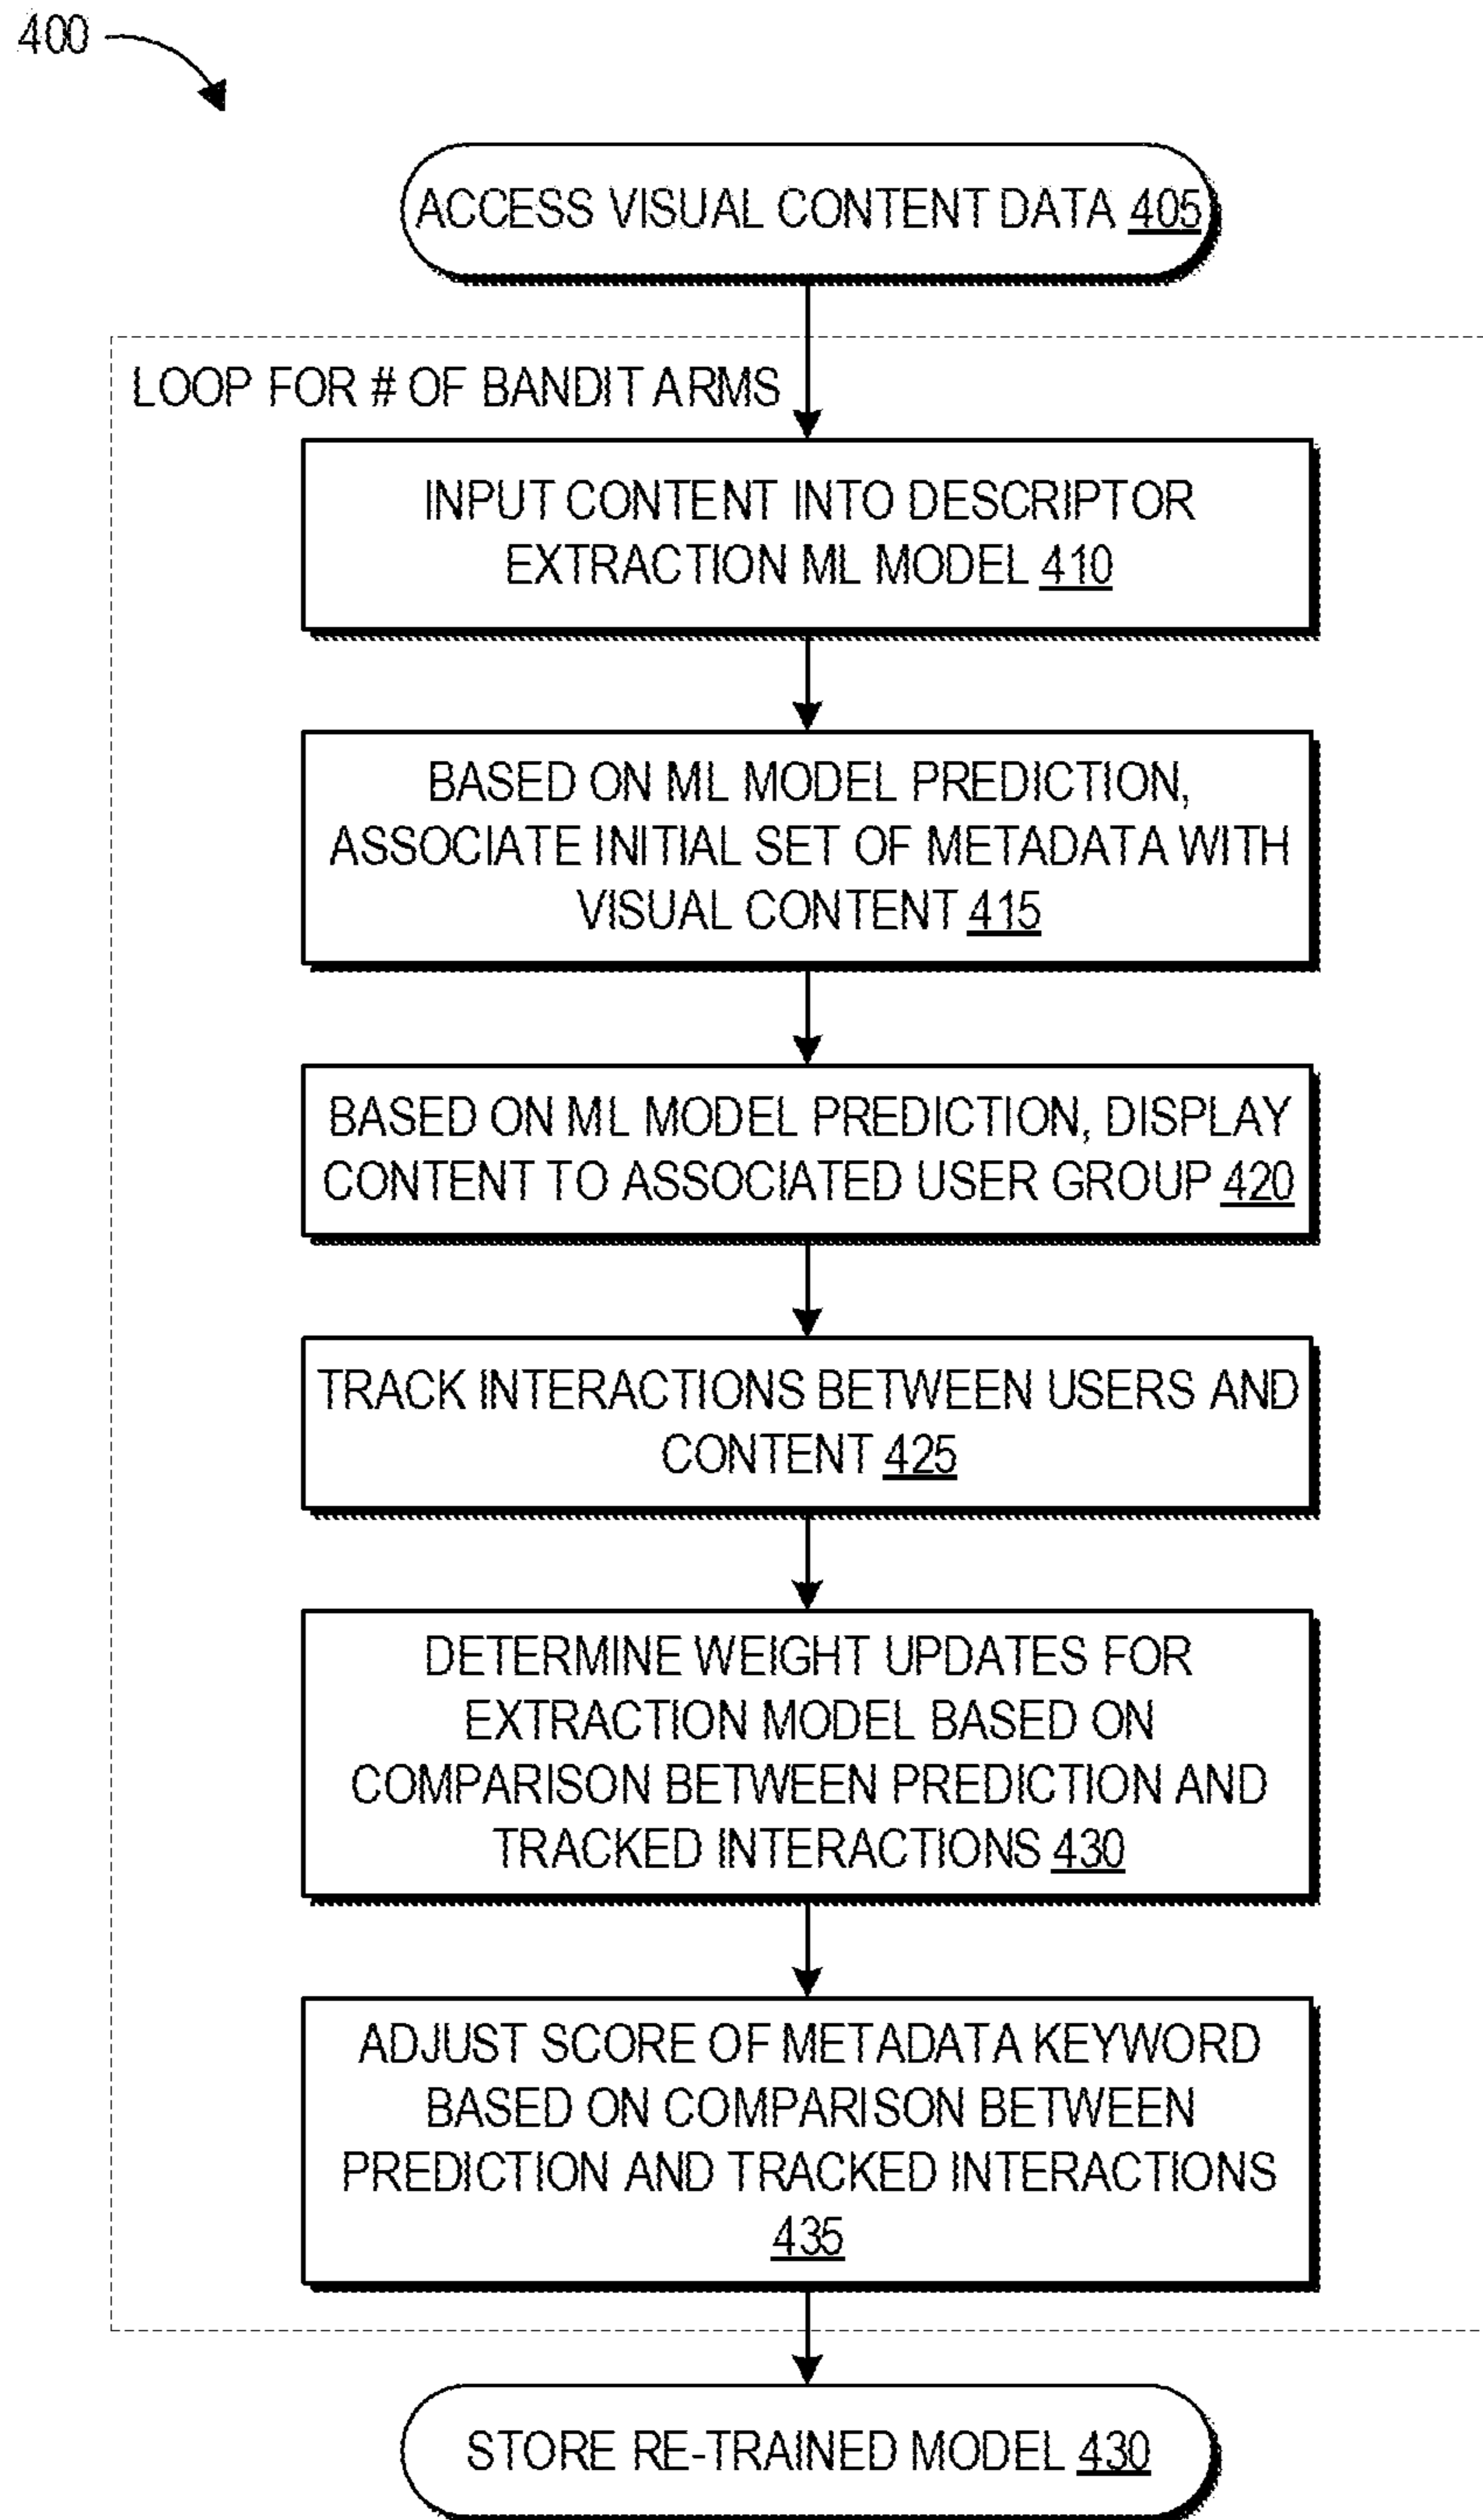 400
ACCESS VISUAL CONTENT DATA 405
LOOP FOR # OF BANDIT ARMS
INPUT CONTENT INTO DESCRIPTOR
EXTRACTION ML MODEL 410
BASED ON ML MODEL PREDICTION,
ASSOCIATE INITIAL SET OF METADATA WITH
VISUAL CONTENT 415
BASED ON ML MODEL PREDICTION, DISPLAY
CONTENT TO ASSOCIATED USER GROUP 420
TRACK INTERACTIONS BETWEEN USERS AND
CONTENT 425
DETERMINE WEIGHT UPDATES FOR
EXTRACTION MODEL BASED ON
COMPARISON BETWEEN PREDICTION AND
TRACKED INTERACTIONS 430
ADJUST SCORE OF METADATA KEYWORD
BASED ON COMPARISON BETWEEN
PREDICTION AND TRACKED INTERACTIONS
435
STORE RE-TRAINED MODEL 430